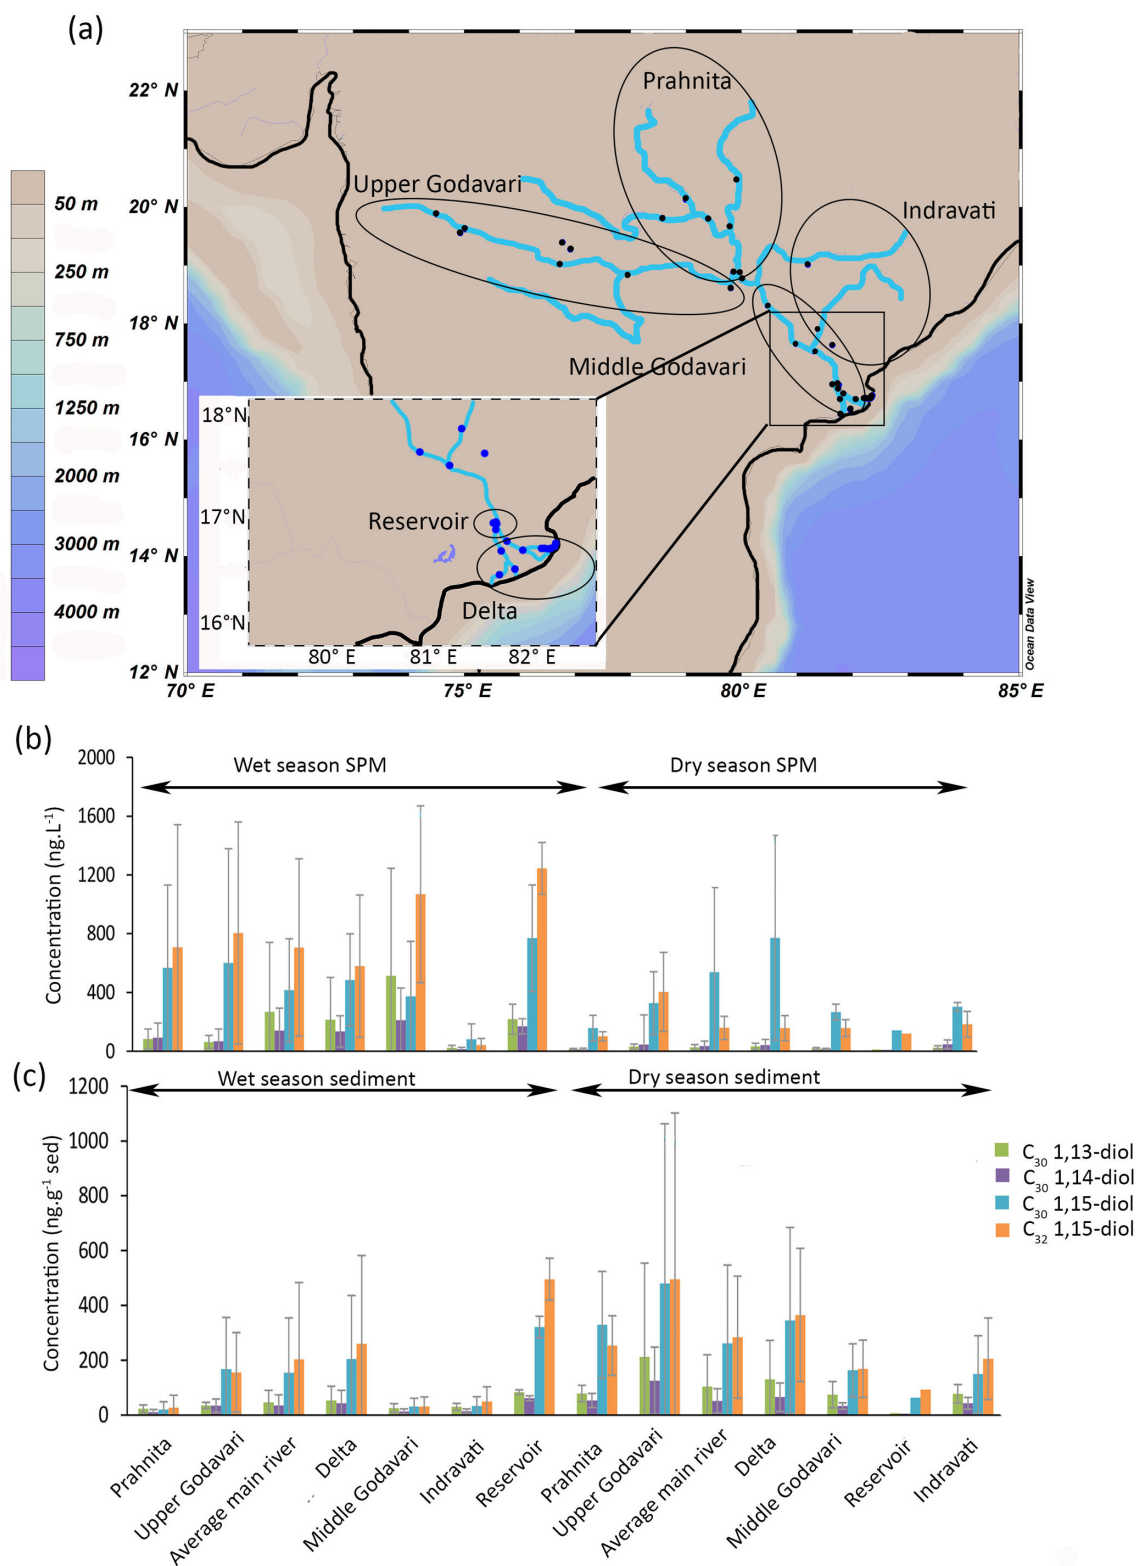 (a)
22° N
20° N
18° N
16° N
14° N
12° N
70° E
75° E
80° E
85° E
50 m
250 m
750 m
1250 m
2000 m
3000 m
4000 m
Prahnita
Upper Godavari
Indravati
Middle Godavari
18°N
17°N
16°N
80° E
81° E
82° E
Reservoir
Delta
Ocean Data View
(b)
Wet season SPM
Dry season SPM
Concentration (ng.L⁻¹)
2000
1600
1200
800
400
0
(c)
Wet season sediment
Dry season sediment
Concentration (ng.g⁻¹ sed)
1200
1000
800
600
400
200
0
C₃₀ 1,13-diol
C₃₀ 1,14-diol
C₃₀ 1,15-diol
C₃₂ 1,15-diol
Prahnita
Upper Godavari
Average main river
Delta
Middle Godavari
Indravati
Reservoir
Prahnita
Upper Godavari
Average main river
Delta
Middle Godavari
Reservoir
Indravati